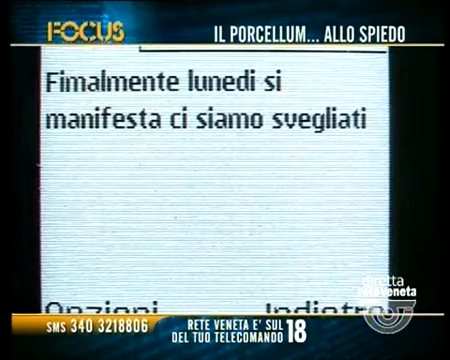 FOCUS
IL PORCELLUM... ALLO SPIEDO
Fimalmente lunedi si
manifesta ci siamo svegliati
Opzioni Indietro
diretta
reteveneta
SMS 340 3218806
RETE VENETA E' SUL
DEL TUO TELECOMANDO 18